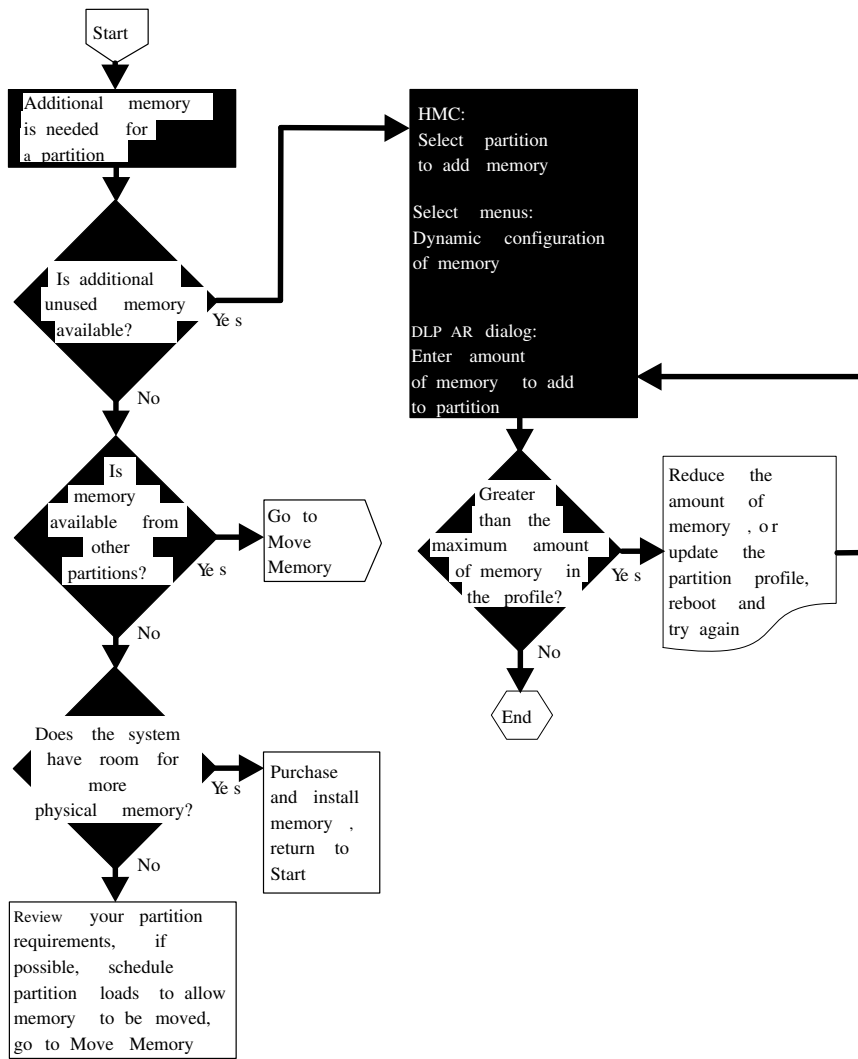 Start
Additional memory
is needed for
a partition
Is additional
unused memory
available?
Yes
No
Is
memory
available from
other
partitions?
Yes
Go to
Move
Memory
No
Does the system
have room for
more
physical memory?
Yes
Purchase
and install
memory ,
return to
Start
No
Review your partition
requirements, if
possible, schedule
partition loads to allow
memory to be moved,
go to Move Memory
HMC:
Select partition
to add memory
Select menus:
Dynamic configuration
of memory
DLP AR dialog:
Enter amount
of memory to add
to partition
Greater
than the
maximum amount
of memory in
the profile?
Yes
Reduce the
amount of
memory , or
update the
partition profile,
reboot and
try again
No
End